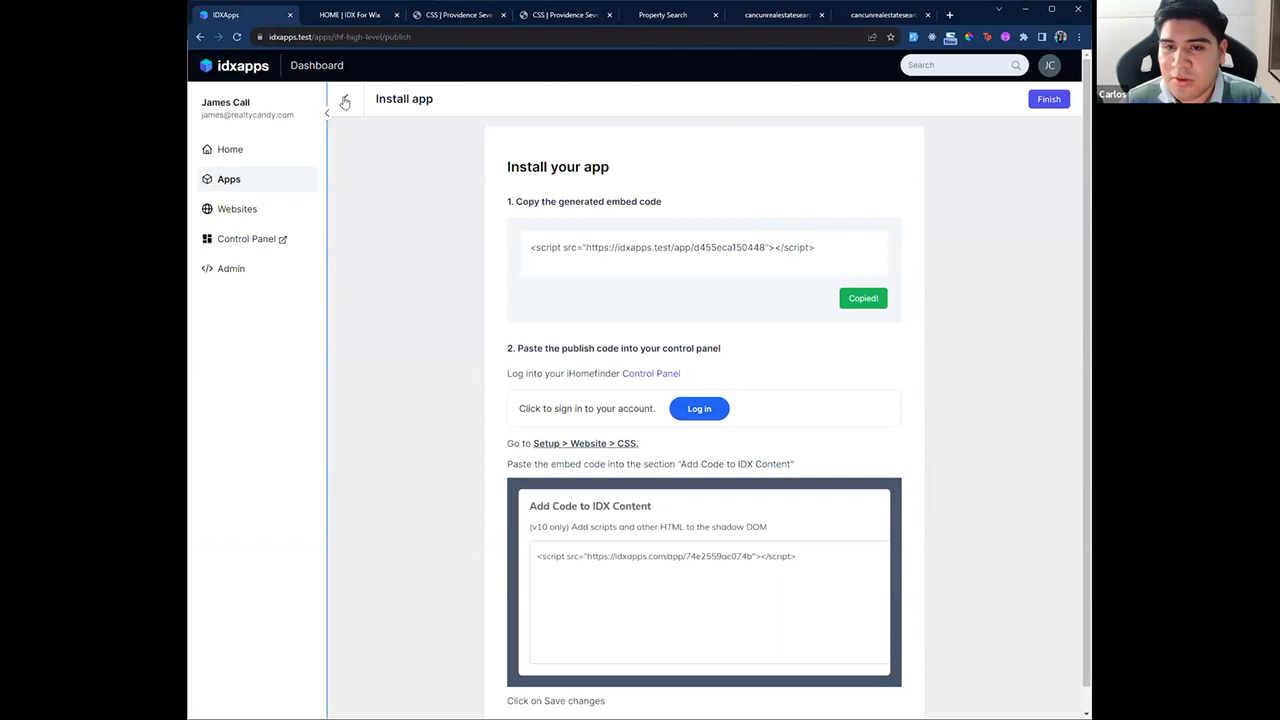 IDXApps
HOME | IDX For Wix
CSS | Providence Seve
CSS | Providence Seve
Property Search
cancunrealestatesear
cancunrealestatesear
idxapps.test/apps/ihf-high-level/publish
New
idxapps
Dashboard
Search
JC
Carlos
James Call
james@realtycandy.com
Install app
Finish
Home
Apps
Websites
Control Panel
Admin
Install your app
1. Copy the generated embed code
<script src="https://idxapps.test/app/d455eca150448"></script>
Copied!
2. Paste the publish code into your control panel
Log into your iHomefinder Control Panel
Click to sign in to your account.
Log in
Go to Setup > Website > CSS.
Paste the embed code into the section "Add Code to IDX Content"
Add Code to IDX Content
(v10 only) Add scripts and other HTML to the shadow DOM
<script src="https://idxapps.com/app/74e2559ac074b"></script>
Click on Save changes